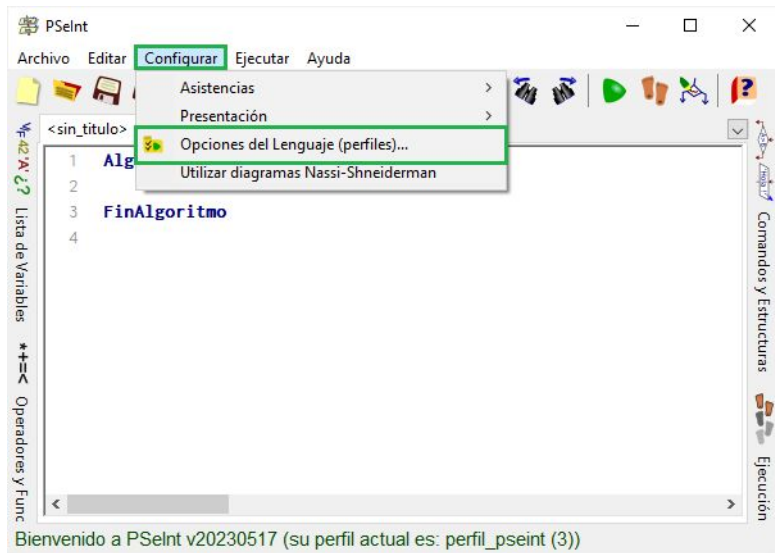 PSeInt
Archivo Editar Configurar Ejecutar Ayuda
Asistencias >
Presentación >
Opciones del Lenguaje (perfiles)...
Utilizar diagramas Nassi-Shneiderman
<sin_titulo>
1 Alg
2
3 FinAlgoritmo
4
42 'A' ¿? Lista de Variables
*+=< Operadores y Func
Comandos y Estructuras
Ejecución
Bienvenido a PSeInt v20230517 (su perfil actual es: perfil_pseint (3))